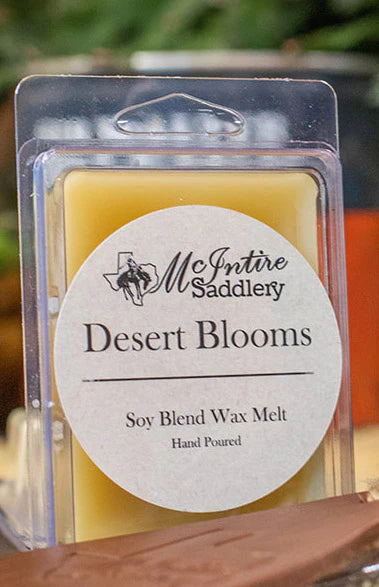 McIntire
Saddlery
Desert Blooms
Soy Blend Wax Melt
Hand Poured